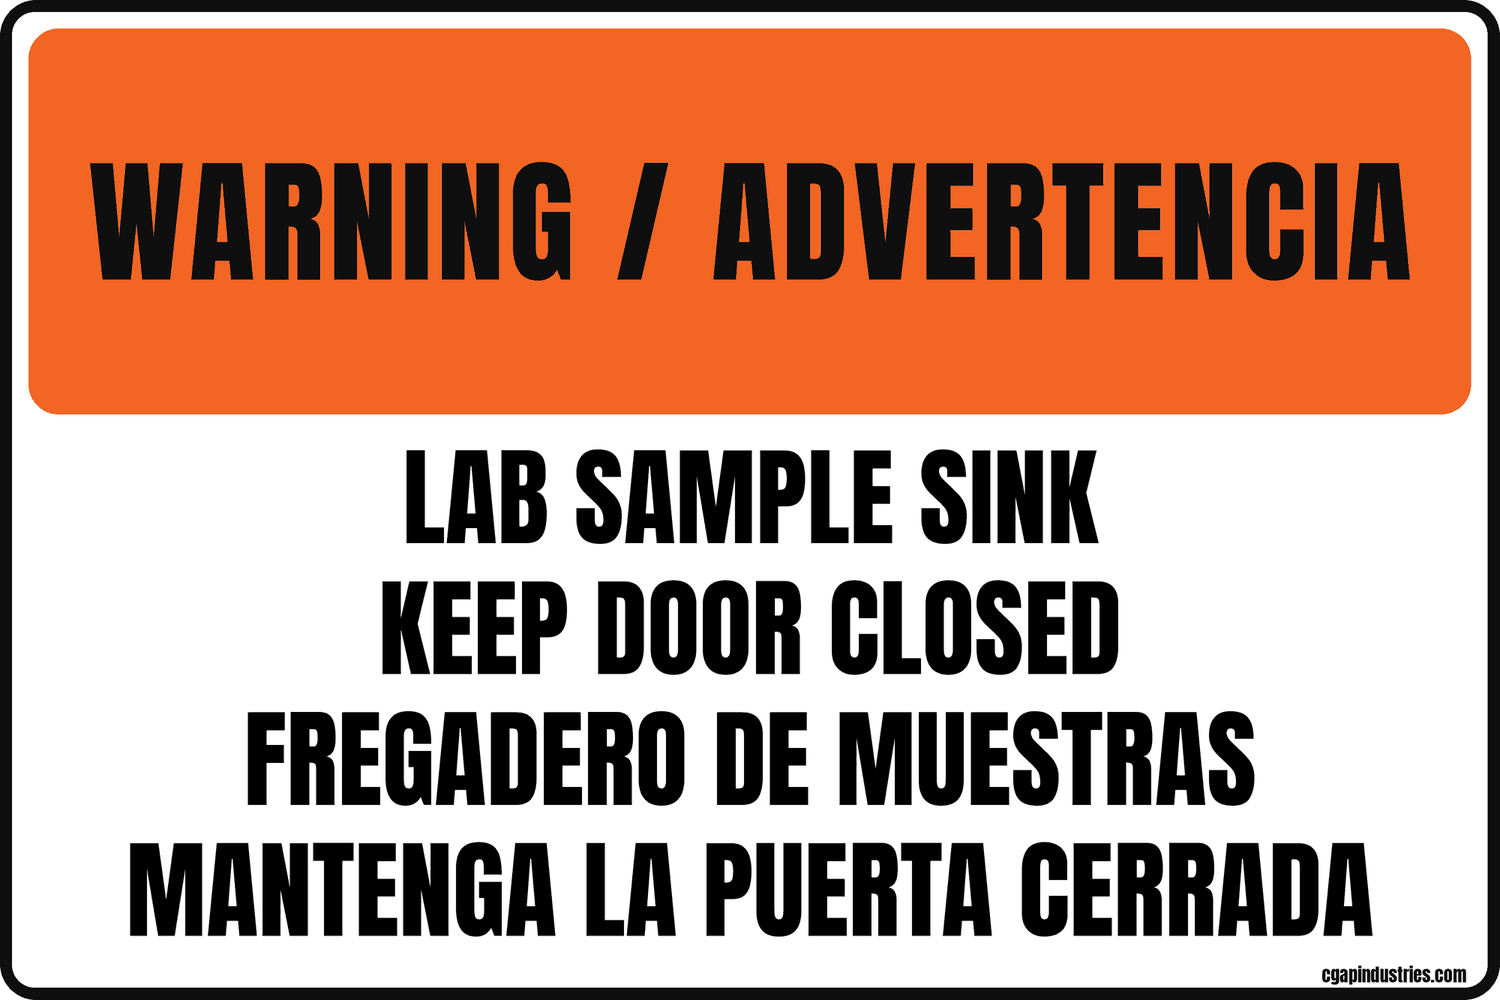 WARNING / ADVERTENCIA
LAB SAMPLE SINK
KEEP DOOR CLOSED
FREGADERO DE MUESTRAS
MANTENGA LA PUERTA CERRADA
cgapindustries.com